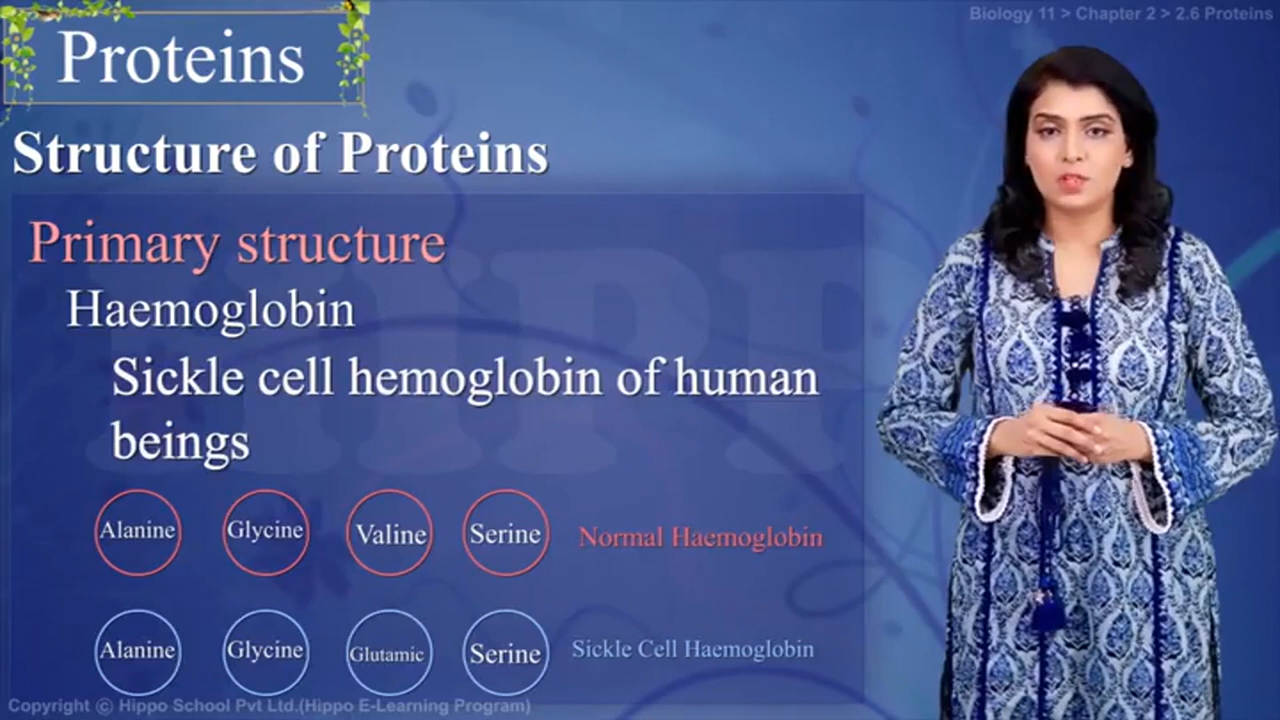 Biology 11 > Chapter 2 > 2.6 Proteins
Proteins
Structure of Proteins
Primary structure
Haemoglobin
Sickle cell hemoglobin of human
beings
Alanine Glycine Valine Serine Normal Haemoglobin
Alanine Glycine Glutamic Serine Sickle Cell Haemoglobin
Copyright © Hippo School Pvt Ltd.(Hippo E-Learning Program)
HIPP